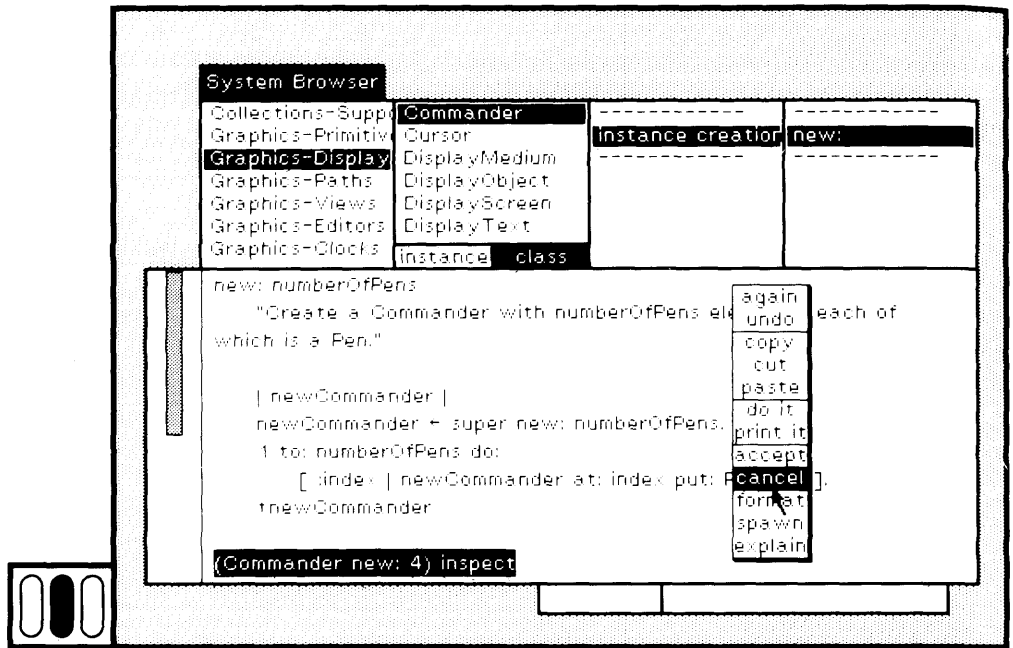 System Browser
Collections-Supp
Graphics-Primitiv
Graphics-Display
Graphics-Paths
Graphics-Views
Graphics-Editors
Graphics-Clocks
Commander
Cursor
DisplayMedium
DisplayObject
DisplayScreen
DisplayText
instance class
------------
instance creation
------------
------------
new:
------------
new: numberOfPens
"Create a Commander with numberOfPens ele each of
which is a Pen."
| newCommander |
newCommander ← super new: numberOfPens.
1 to: numberOfPens do:
[ :index | newCommander at: index put: P ].
↑newCommander
(Commander new: 4) inspect
again
undo
copy
cut
paste
do it
print it
accept
cancel
format
spawn
explain